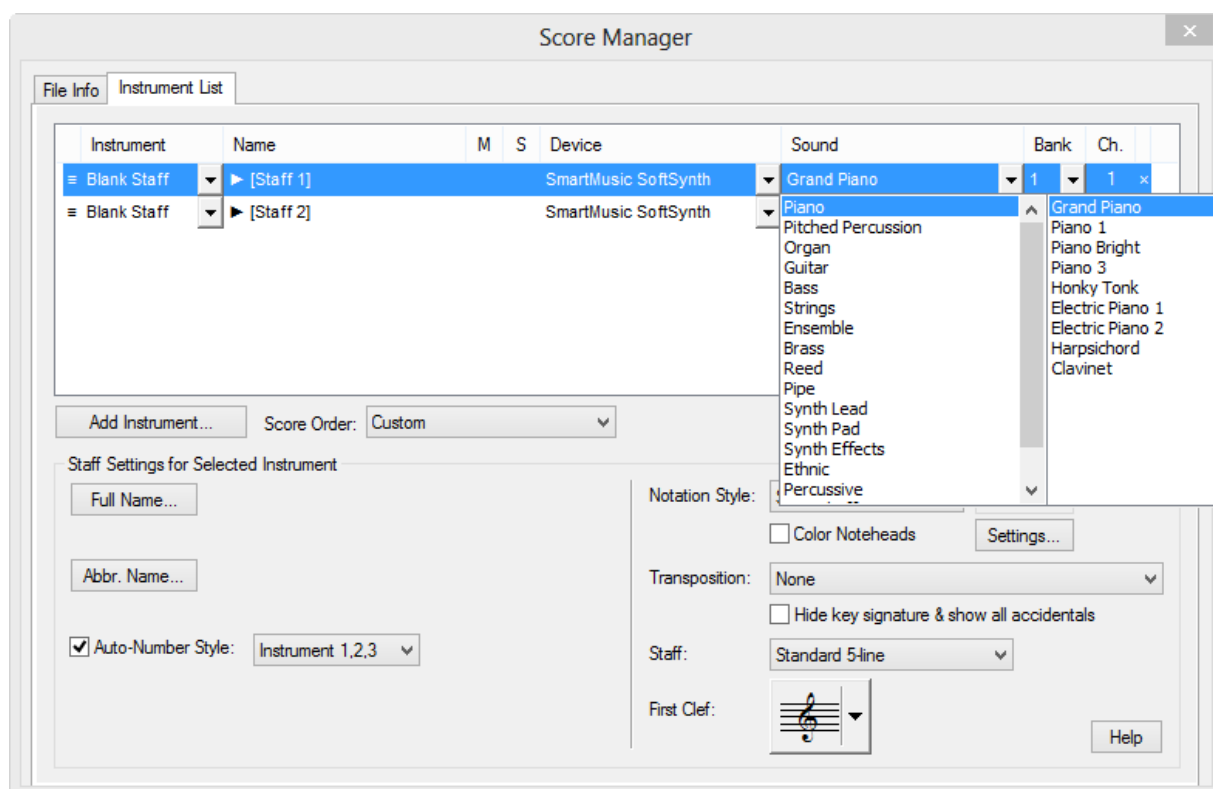 Score Manager
File Info
Instrument List
Instrument Name M S Device Sound Bank Ch.
Blank Staff [Staff 1] SmartMusic SoftSynth Grand Piano 1 1
Blank Staff [Staff 2] SmartMusic SoftSynth
Piano
Pitched Percussion
Organ
Guitar
Bass
Strings
Ensemble
Brass
Reed
Pipe
Synth Lead
Synth Pad
Synth Effects
Ethnic
Percussive
Grand Piano
Piano 1
Piano Bright
Piano 3
Honky Tonk
Electric Piano 1
Electric Piano 2
Harpsichord
Clavinet
Add Instrument... Score Order: Custom
Staff Settings for Selected Instrument
Full Name...
Abbr. Name...
Auto-Number Style: Instrument 1,2,3
Notation Style:
Color Noteheads Settings...
Transposition: None
Hide key signature & show all accidentals
Staff: Standard 5-line
First Clef:
Help